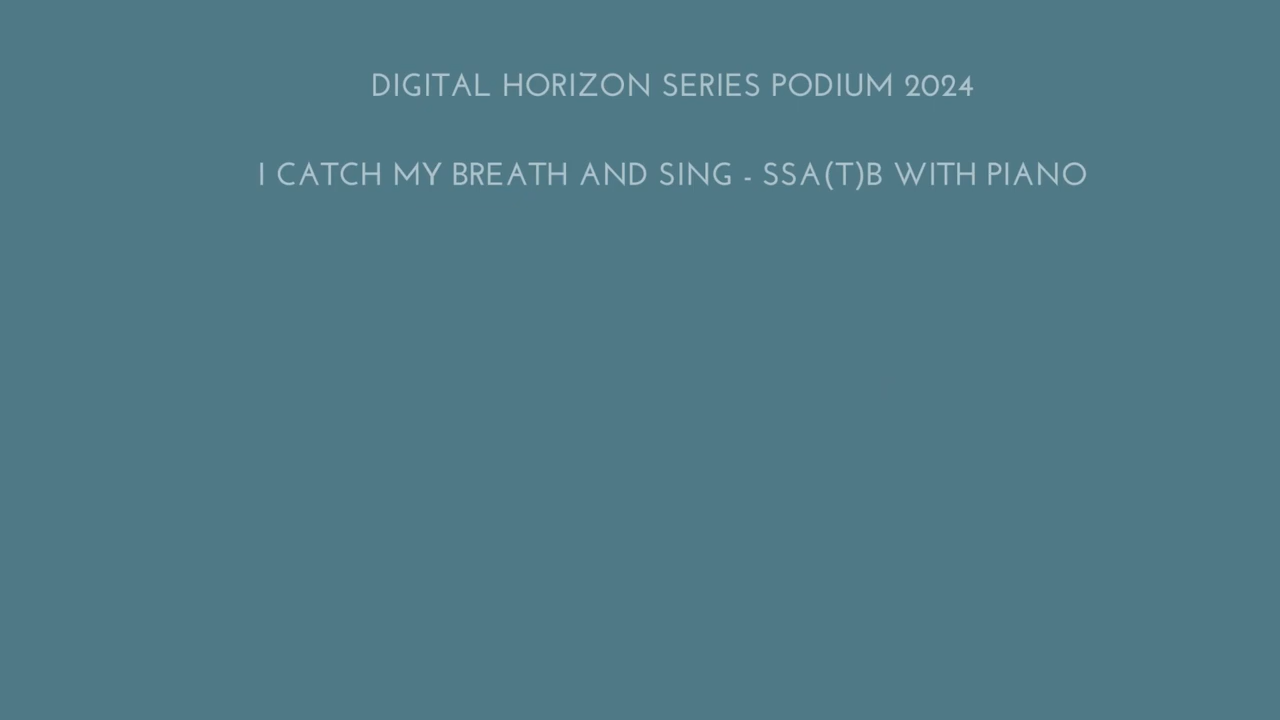 DIGITAL HORIZON SERIES PODIUM 2024
I CATCH MY BREATH AND SING - SSA(T)B WITH PIANO